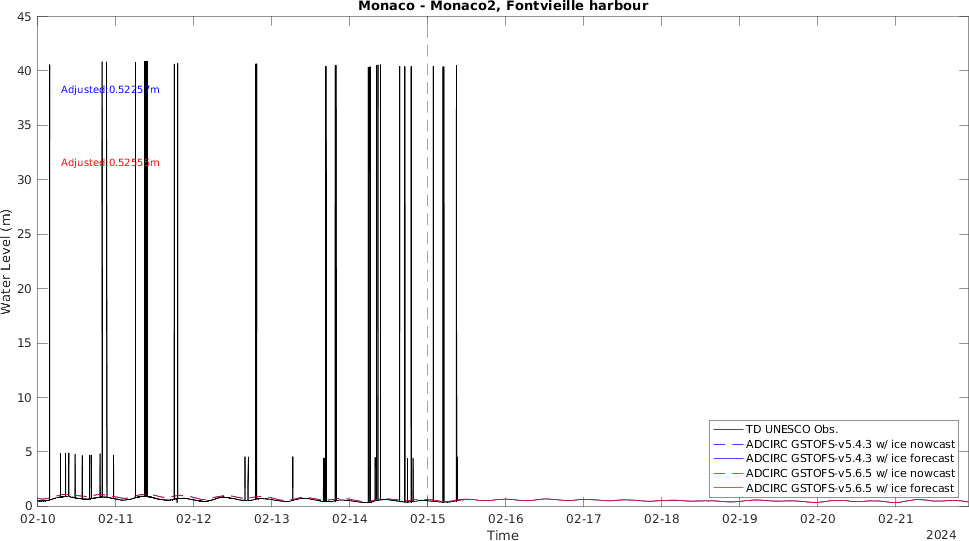 Monaco - Monaco2, Fontvieille harbour
45
40
35
30
25
20
15
10
5
0
Water Level (m)
Adjusted 0.52257m
Adjusted 0.52555m
TD UNESCO Obs.
ADCIRC GSTOFS-v5.4.3 w/ ice nowcast
ADCIRC GSTOFS-v5.4.3 w/ ice forecast
ADCIRC GSTOFS-v5.6.5 w/ ice nowcast
ADCIRC GSTOFS-v5.6.5 w/ ice forecast
02-10 02-11 02-12 02-13 02-14 02-15 02-16 02-17 02-18 02-19 02-20 02-21
Time
2024